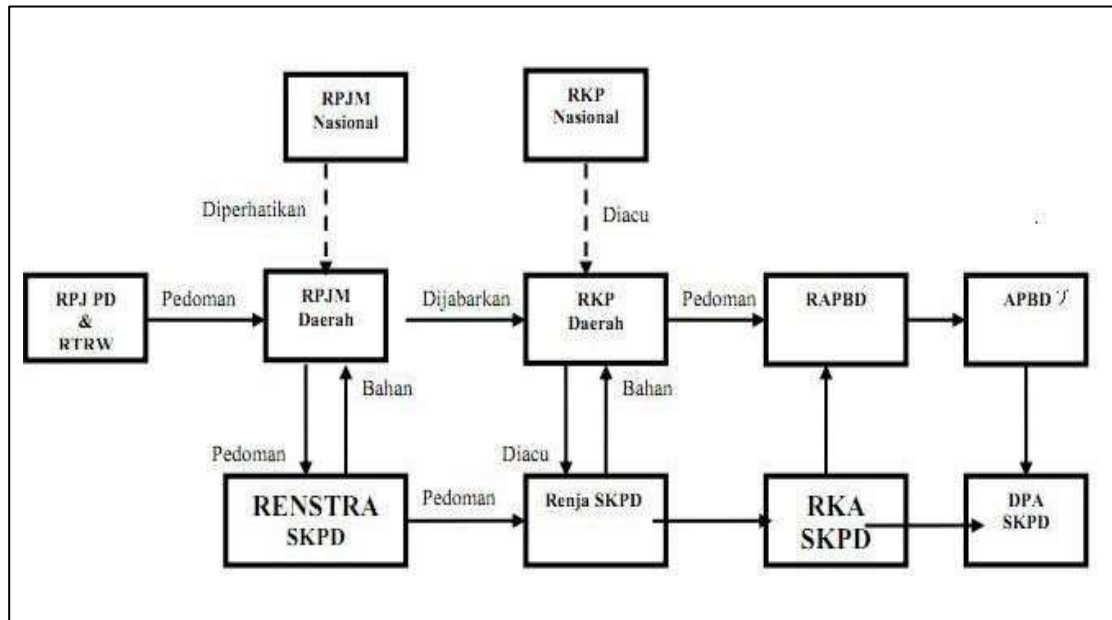 RPJM
Nasional
RKP
Nasional
Diperhatikan
Diacu
RPJ PD
&
RTRW
Pedoman
RPJM
Daerah
Dijabarkan
RKP
Daerah
Pedoman
RAPBD
APBD
Bahan
Bahan
Pedoman
Diacu
RENSTRA
SKPD
Pedoman
Renja SKPD
RKA
SKPD
DPA
SKPD